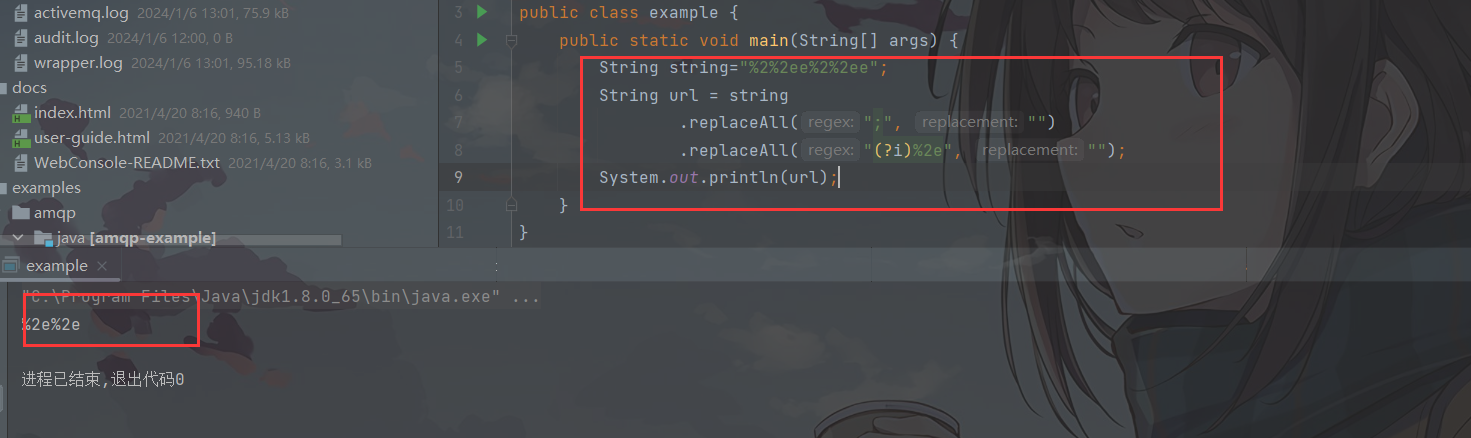 activemq.log 2024/1/6 13:01, 75.9 kB
audit.log 2024/1/6 12:00, 0 B
wrapper.log 2024/1/6 13:01, 95.18 kB
docs
index.html 2021/4/20 8:16, 940 B
user-guide.html 2021/4/20 8:16, 5.13 kB
WebConsole-README.txt 2021/4/20 8:16, 3.1 kB
examples
amqp
java [amqp-example]
3 public class example {
4 public static void main(String[] args) {
5 String string="%2%2ee%2%2ee";
6 String url = string
7 .replaceAll( regex: ";", replacement: "")
8 .replaceAll( regex: "(?i)%2e", replacement: "");
9 System.out.println(url);
10 }
11 }
example
"C:\Program Files\Java\jdk1.8.0_65\bin\java.exe" ...
%2e%2e
进程已结束,退出代码0